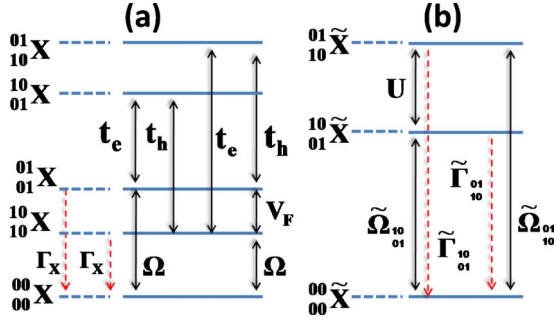 (a)
01 10 X
10 01 X
t_e t_h t_e t_h
01 01 X
V_F
10 10 X
Γ_X Γ_X Ω Ω
00 00 X
(b)
01 10 X̃
U
10 01 X̃
Γ̃ 01 10
Ω̃ 10 01 Γ̃ 10 01 Ω̃ 01 10
00 00 X̃